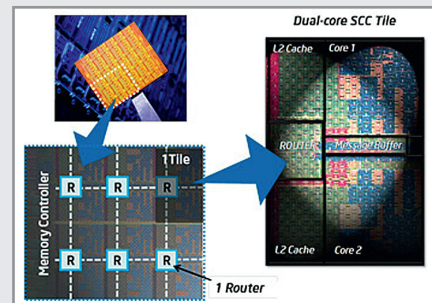 Dual-core SCC Tile
L2 Cache
Core 1
ROUTER
Message Buffer
L2 Cache
Core 2
1Tile
Memory Controller
R
R
R
R
R
R
1 Router